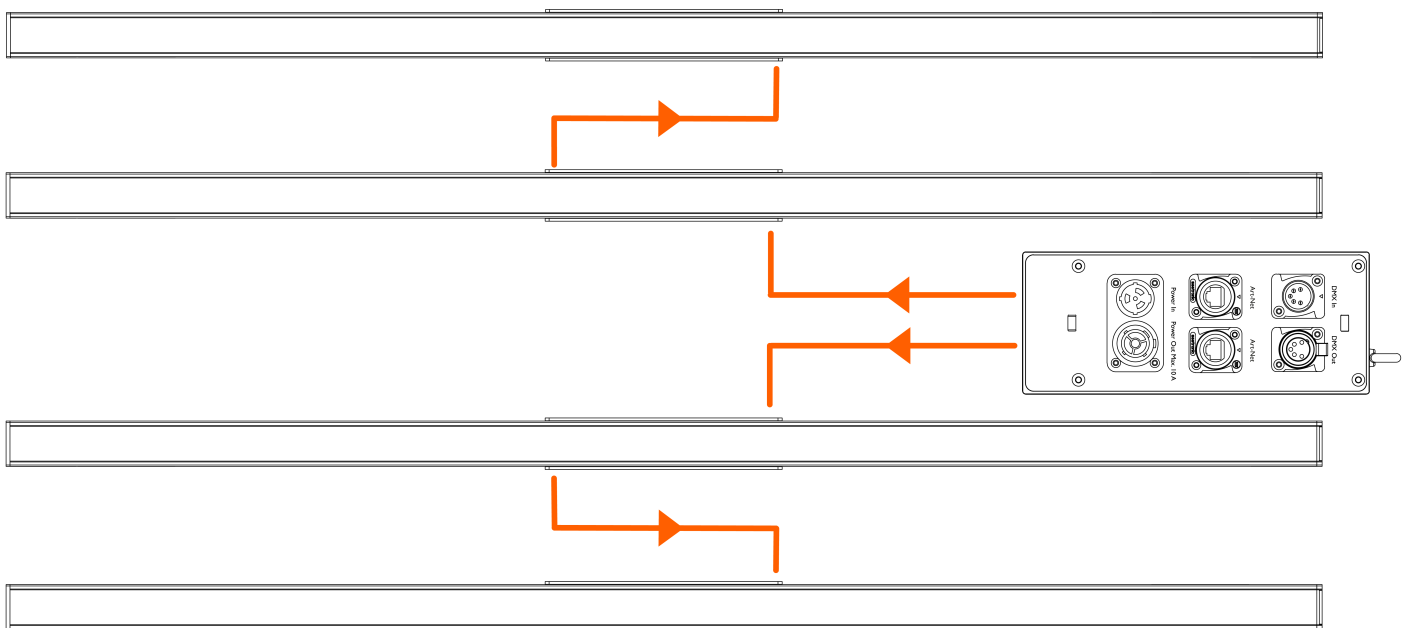 Power In
Power Out Max. 10 A
Art-Net
Art-Net
DMX In
DMX Out